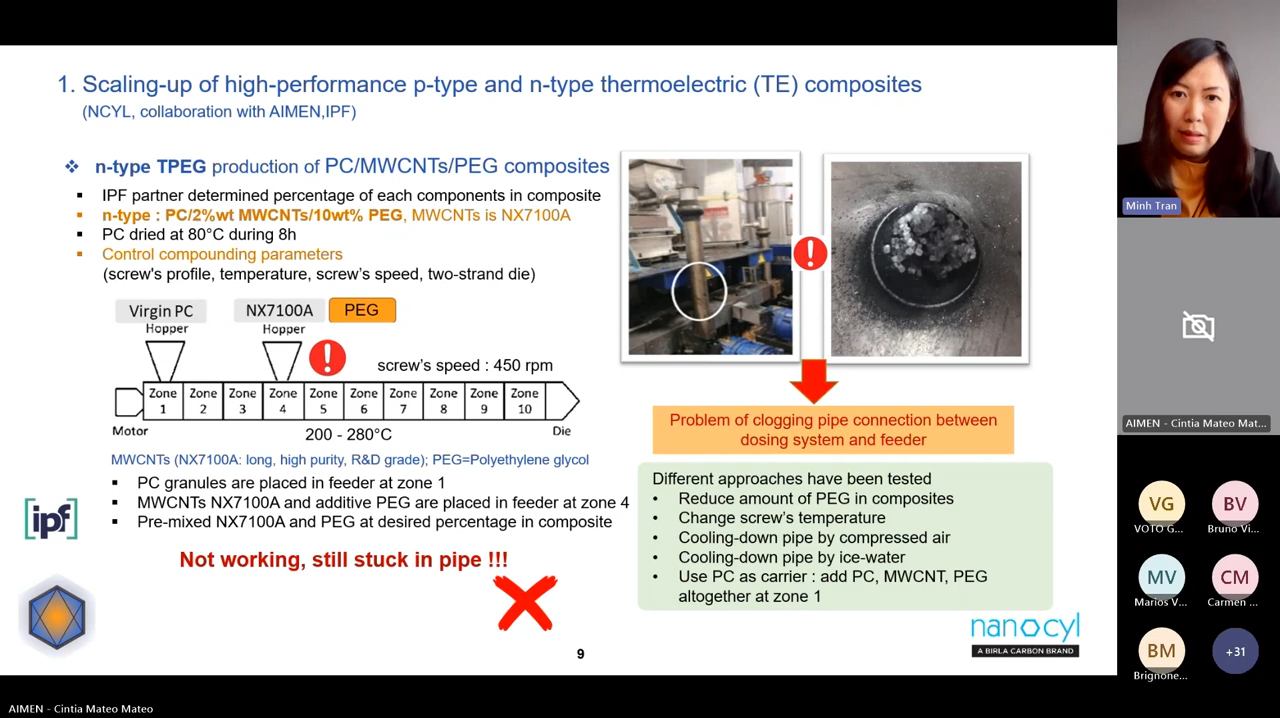 1. Scaling-up of high-performance p-type and n-type thermoelectric (TE) composites
(NCYL, collaboration with AIMEN,IPF)
❖ n-type TPEG production of PC/MWCNTs/PEG composites
▪ IPF partner determined percentage of each components in composite
▪ n-type : PC/2%wt MWCNTs/10wt% PEG, MWCNTs is NX7100A
▪ PC dried at 80°C during 8h
▪ Control compounding parameters
(screw's profile, temperature, screw's speed, two-strand die)
Virgin PC
NX7100A
PEG
Hopper
Hopper
!
screw's speed : 450 rpm
Zone 1
Zone 2
Zone 3
Zone 4
Zone 5
Zone 6
Zone 7
Zone 8
Zone 9
Zone 10
Motor
200 - 280°C
Die
MWCNTs (NX7100A: long, high purity, R&D grade); PEG=Polyethylene glycol
▪ PC granules are placed in feeder at zone 1
▪ MWCNTs NX7100A and additive PEG are placed in feeder at zone 4
▪ Pre-mixed NX7100A and PEG at desired percentage in composite
Not working, still stuck in pipe !!!
[ipf]
!
Problem of clogging pipe connection between
dosing system and feeder
Different approaches have been tested
• Reduce amount of PEG in composites
• Change screw's temperature
• Cooling-down pipe by compressed air
• Cooling-down pipe by ice-water
• Use PC as carrier : add PC, MWCNT, PEG
altogether at zone 1
nanocyl
A BIRLA CARBON BRAND
9
Minh Tran
AIMEN - Cintia Mateo Mat...
VG
VOTO G...
BV
Bruno Vi...
MV
Marios V...
CM
Carmen ...
BM
Brignone...
+31
AIMEN - Cintia Mateo Mateo